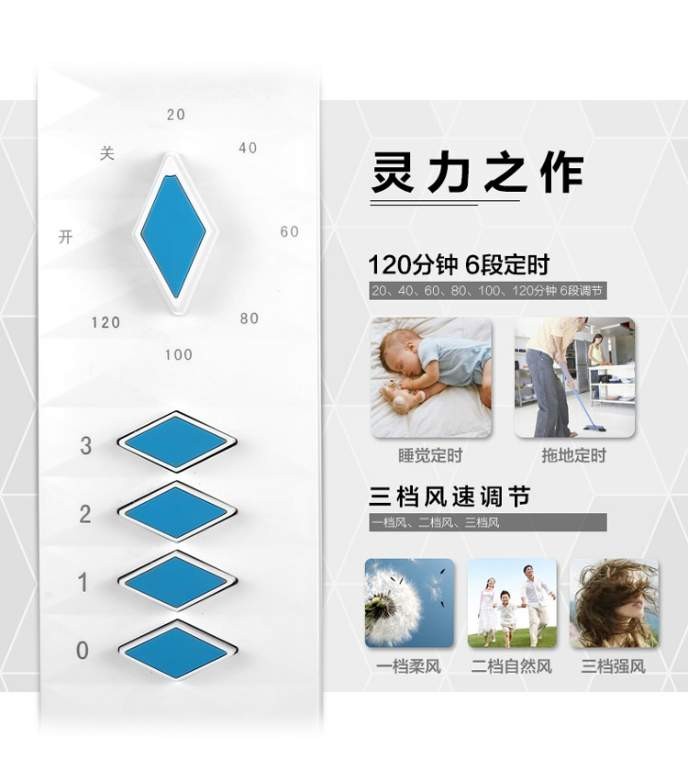 20
关
40
开
60
120
80
100
3
2
1
0
灵力之作
120分钟 6段定时
20、40、60、80、100、120分钟 6段调节
睡觉定时
拖地定时
三档风速调节
一档风、二档风、三档风
一档柔风
二档自然风
三档强风